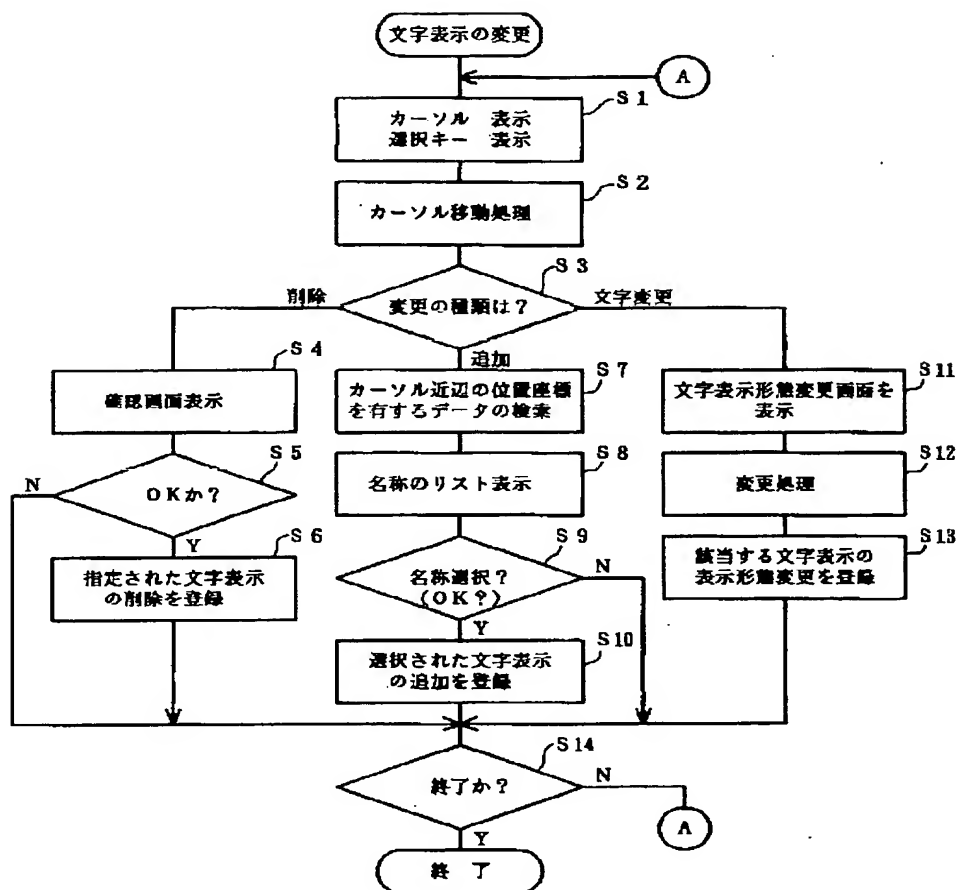 文字表示の変更
A
S1
カーソル 表示
選択キー 表示
S2
カーソル移動処理
S3
変更の種類は?
削除
文字変更
追加
S4
確認画面表示
S5
OKか?
N
Y
S6
指定された文字表示
の削除を登録
S7
カーソル近辺の位置座標
を有するデータの検索
S8
名称のリスト表示
S9
名称選択?
(OK?)
N
Y
S10
選択された文字表示
の追加を登録
S11
文字表示形態変更画面を
表示
S12
変更処理
S13
該当する文字表示の
表示形態変更を登録
S14
終了か?
N
A
Y
終 了